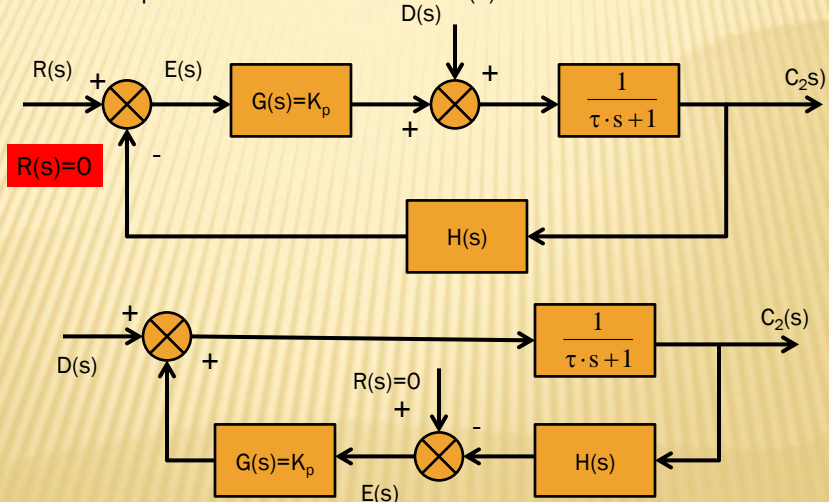 D(s)
R(s)
+
E(s)
G(s)=Kₚ
+
+
1
τ·s+1
C₂s)
R(s)=0
-
H(s)
+
D(s)
+
1
τ·s+1
C₂(s)
R(s)=0
+
-
G(s)=Kₚ
E(s)
H(s)